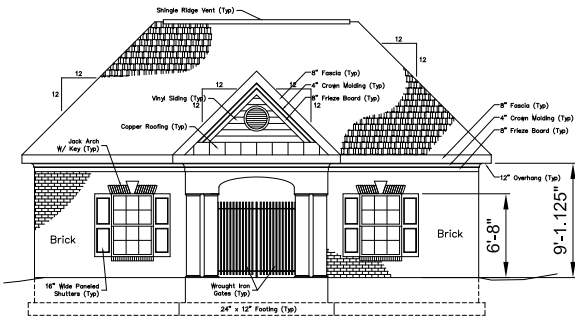 Shingle Ridge Vent (Typ)
12
12
12
12
8" Fascia (Typ)
4" Crown Molding (Typ)
8" Frieze Board (Typ)
12
12
12
12
Vinyl Siding (Typ)
Copper Roofing (Typ)
8" Fascia (Typ)
4" Crown Molding (Typ)
8" Frieze Board (Typ)
Jack Arch
W/ Key (Typ)
12" Overhang (Typ)
Brick
Brick
6'-8"
9'-1.125"
16" Wide Paneled
Shutters (Typ)
Wrought Iron
Gates (Typ)
24" x 12" Footing (Typ)